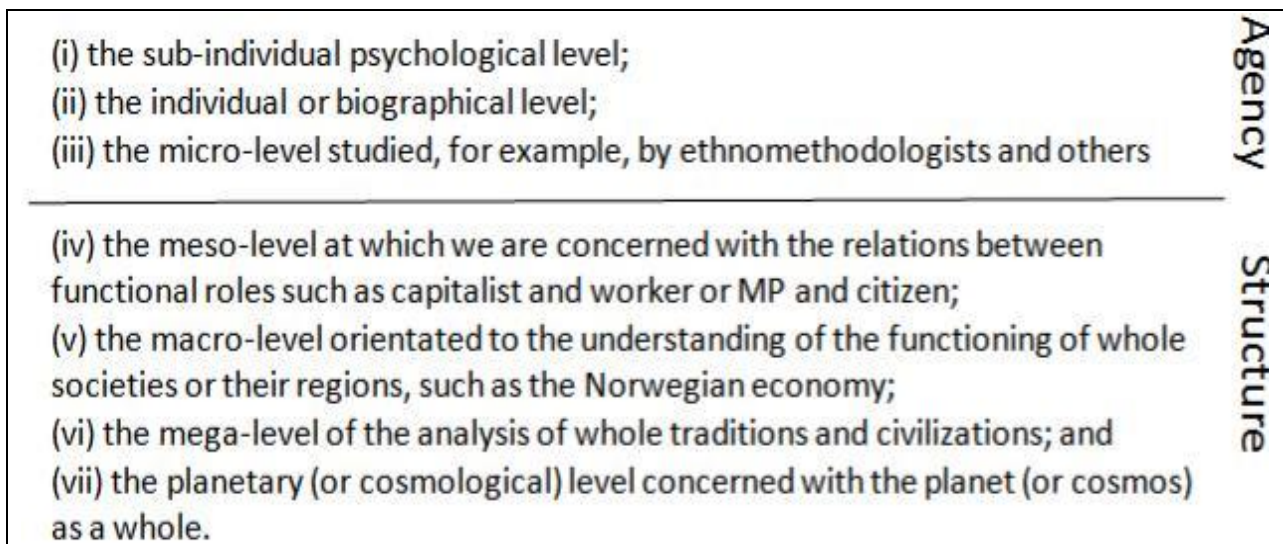 (i) the sub-individual psychological level;
(ii) the individual or biographical level;
(iii) the micro-level studied, for example, by ethnomethodologists and others
Agency
(iv) the meso-level at which we are concerned with the relations between
functional roles such as capitalist and worker or MP and citizen;
(v) the macro-level orientated to the understanding of the functioning of whole
societies or their regions, such as the Norwegian economy;
(vi) the mega-level of the analysis of whole traditions and civilizations; and
(vii) the planetary (or cosmological) level concerned with the planet (or cosmos)
as a whole.
Structure